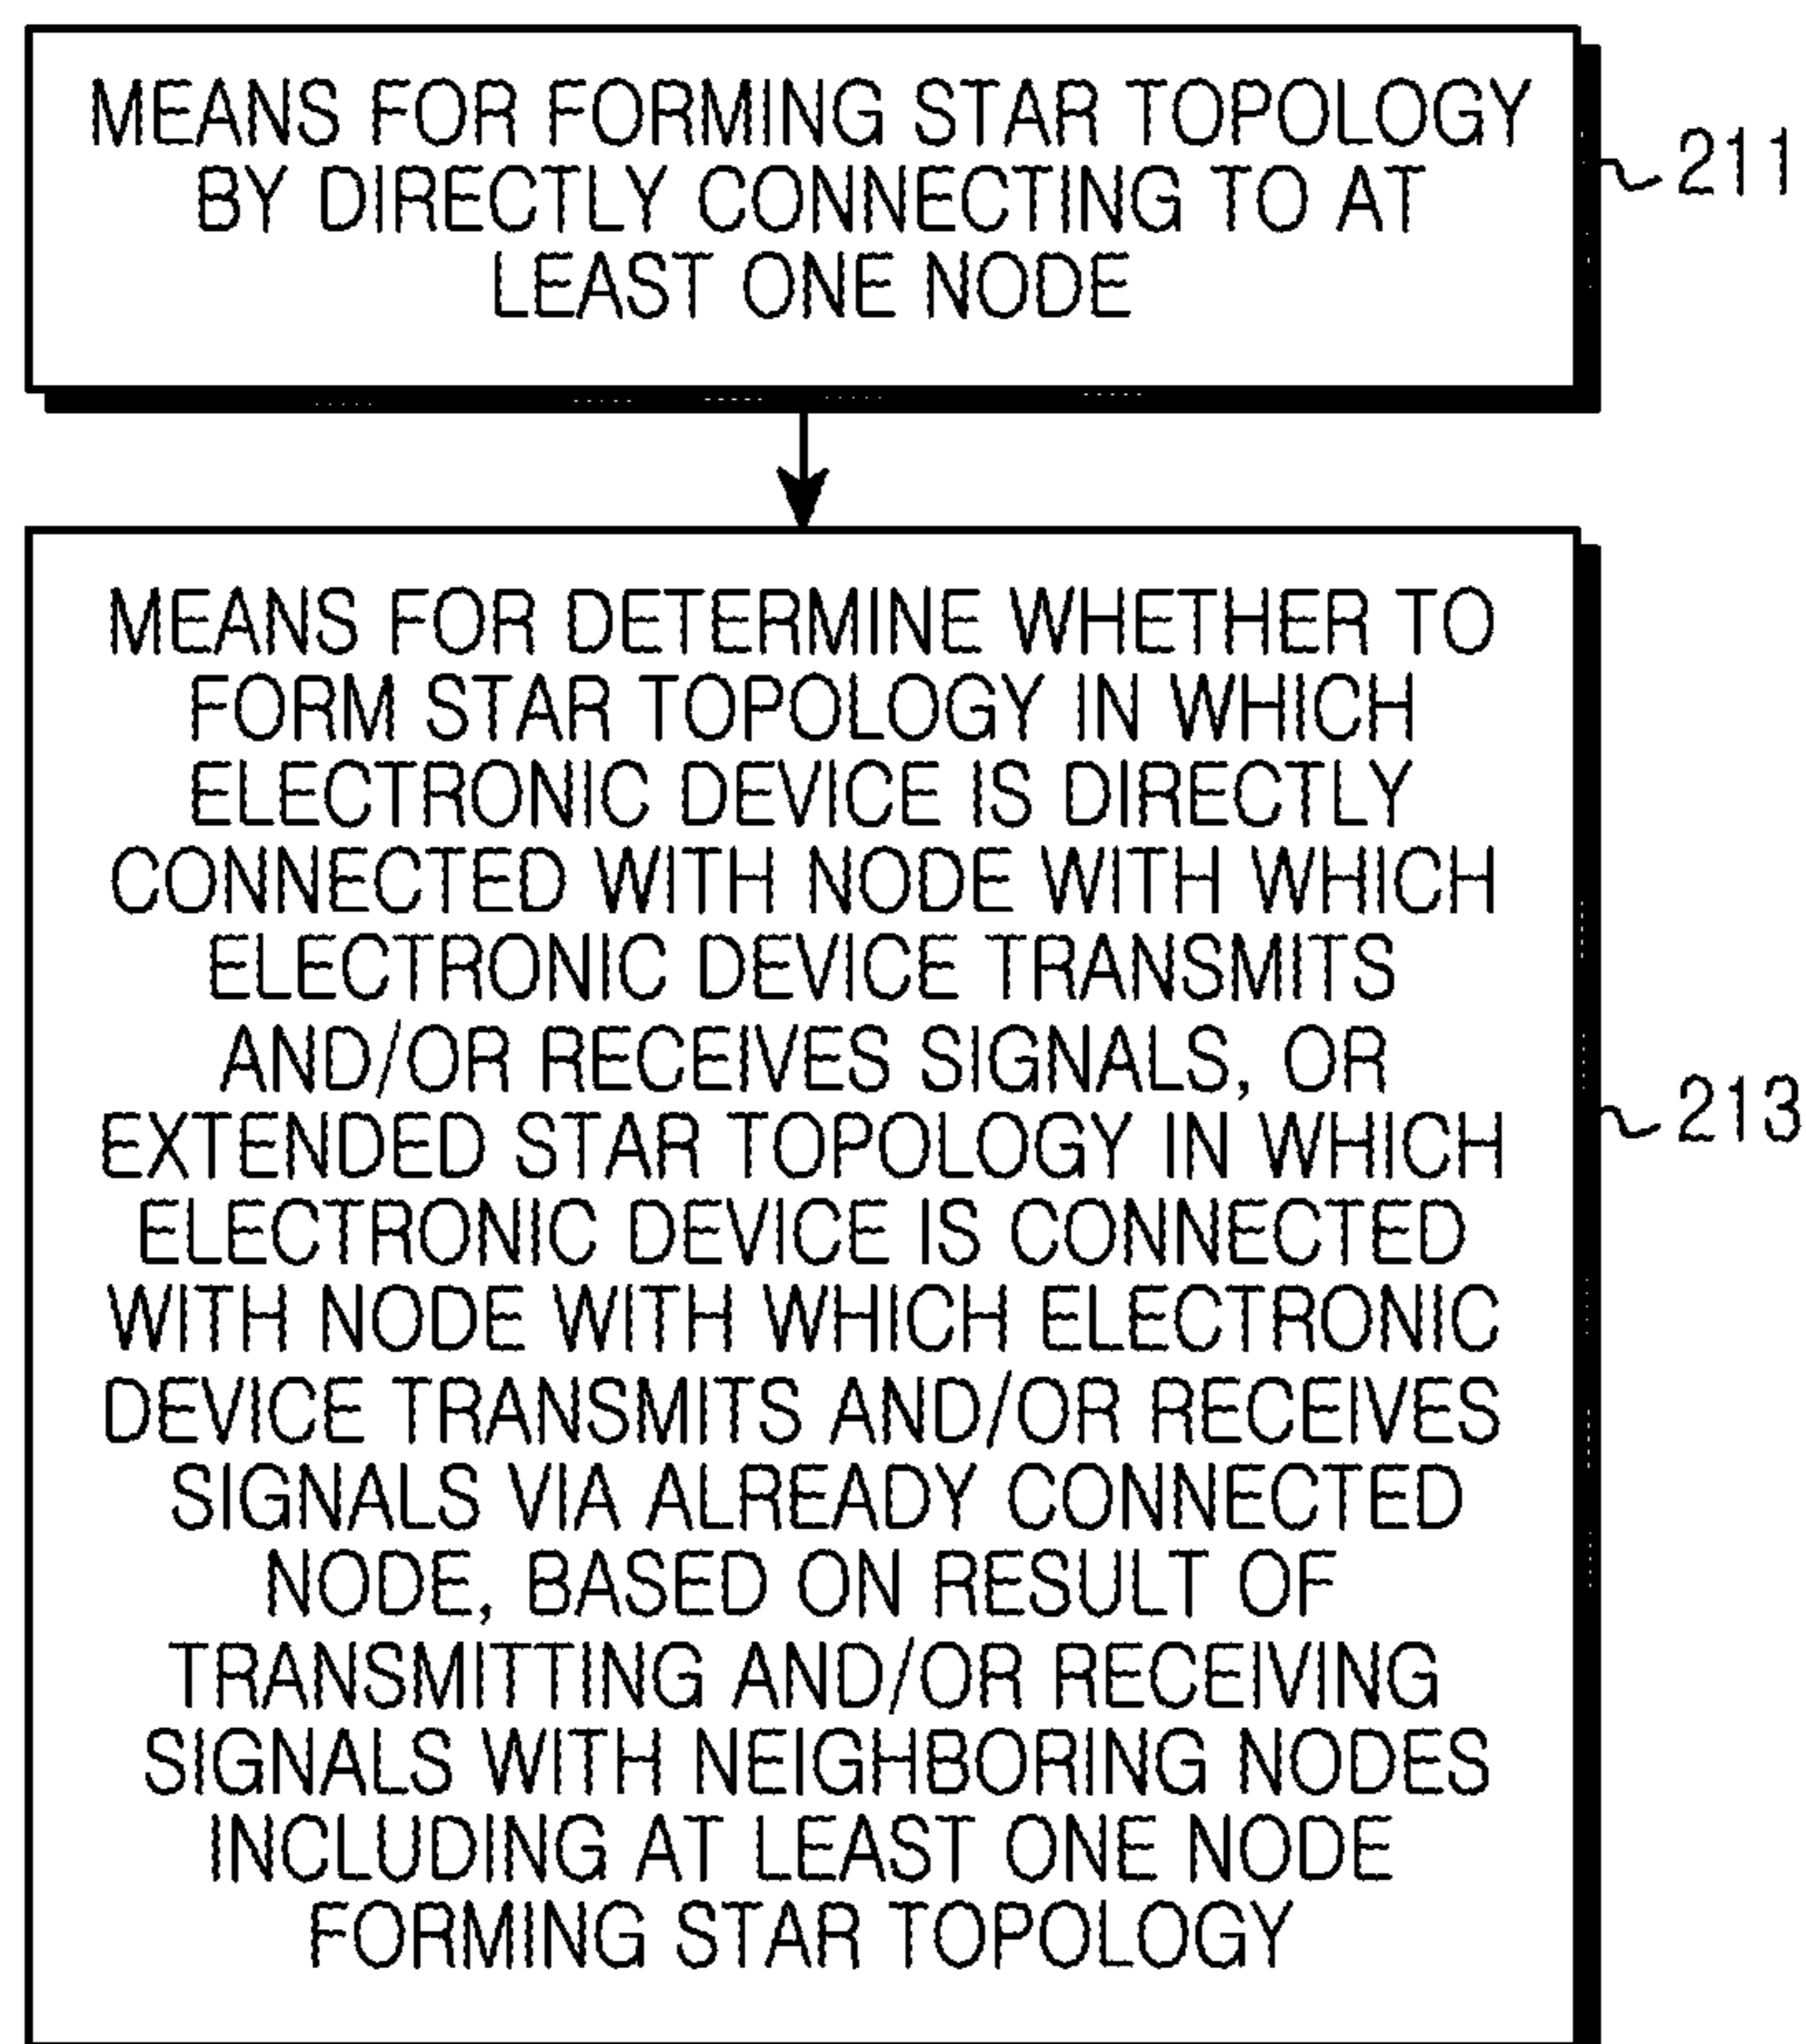 MEANS FOR FORMING STAR TOPOLOGY
BY DIRECTLY CONNECTING TO AT
LEAST ONE NODE
211
MEANS FOR DETERMINE WHETHER TO
FORM STAR TOPOLOGY IN WHICH
ELECTRONIC DEVICE IS DIRECTLY
CONNECTED WITH NODE WITH WHICH
ELECTRONIC DEVICE TRANSMITS
AND/OR RECEIVES SIGNALS, OR
EXTENDED STAR TOPOLOGY IN WHICH
ELECTRONIC DEVICE IS CONNECTED
WITH NODE WITH WHICH ELECTRONIC
DEVICE TRANSMITS AND/OR RECEIVES
SIGNALS VIA ALREADY CONNECTED
NODE, BASED ON RESULT OF
TRANSMITTING AND/OR RECEIVING
SIGNALS WITH NEIGHBORING NODES
INCLUDING AT LEAST ONE NODE
FORMING STAR TOPOLOGY
213